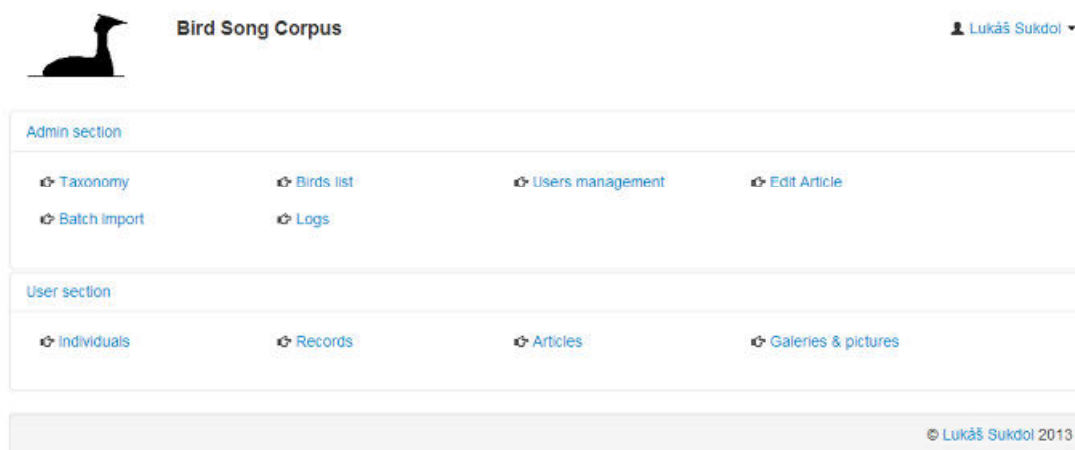 Bird Song Corpus
Lukáš Sukdol
Admin section
Taxonomy Birds list Users management Edit Article
Batch Import Logs
User section
Individuals Records Articles Galeries & pictures
© Lukáš Sukdol 2013